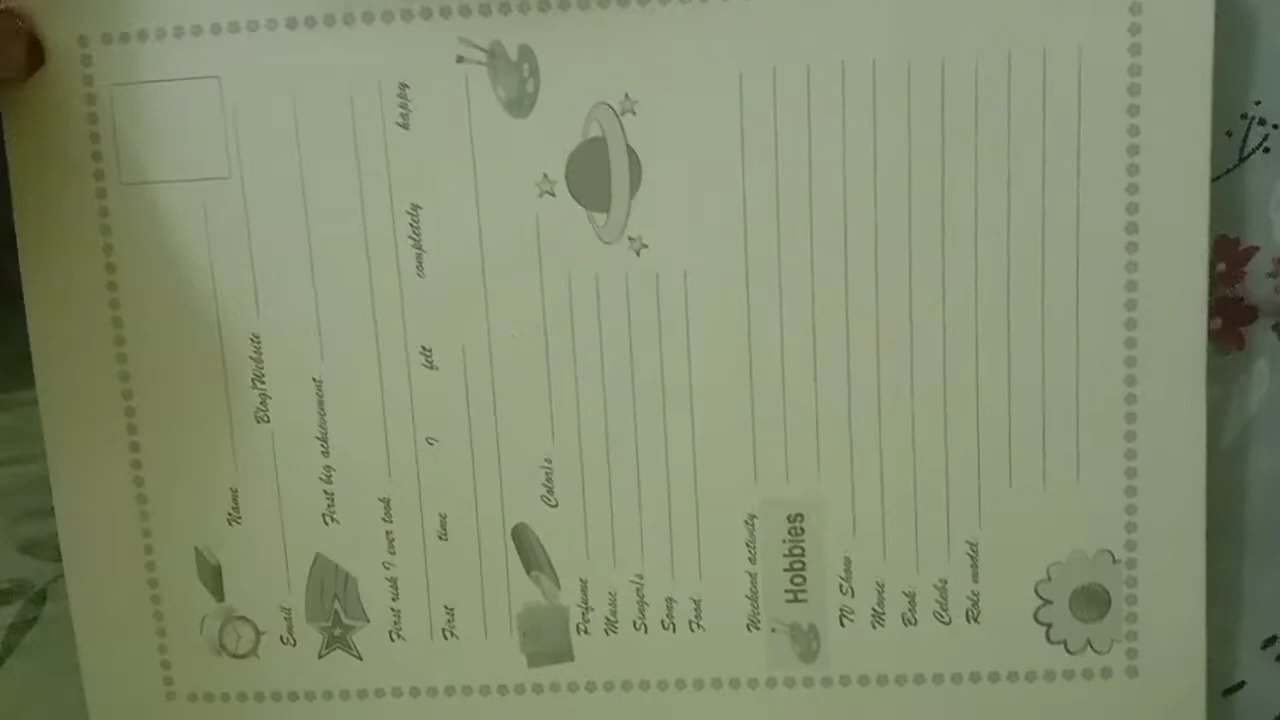 Name
Email Blog/Website
First big achievement
First risk I ever took
First time I felt completely happy
Color/s
Perfume
Music
Singer/s
Song
Food
Weekend activity
Hobbies
TV Show
Movie
Book
Celebs
Role model